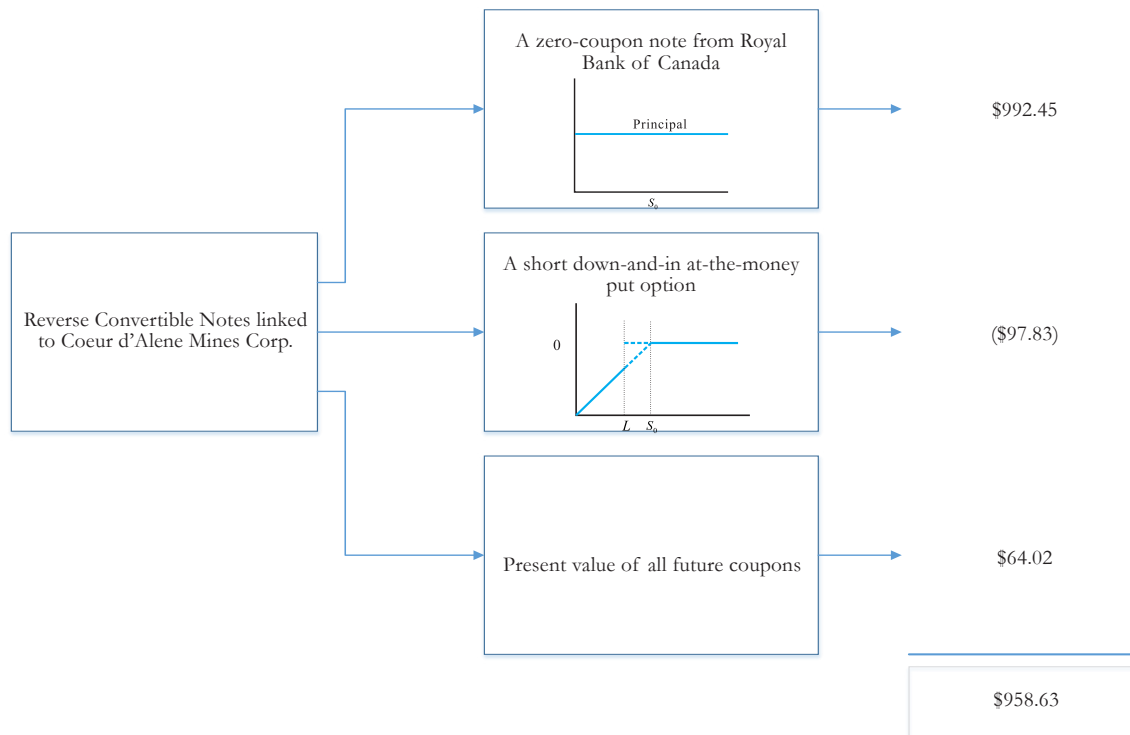 A zero-coupon note from Royal
Bank of Canada
Principal
S₀
$992.45
Reverse Convertible Notes linked
to Coeur d'Alene Mines Corp.
A short down-and-in at-the-money
put option
0
L S₀
($97.83)
Present value of all future coupons
$64.02
$958.63